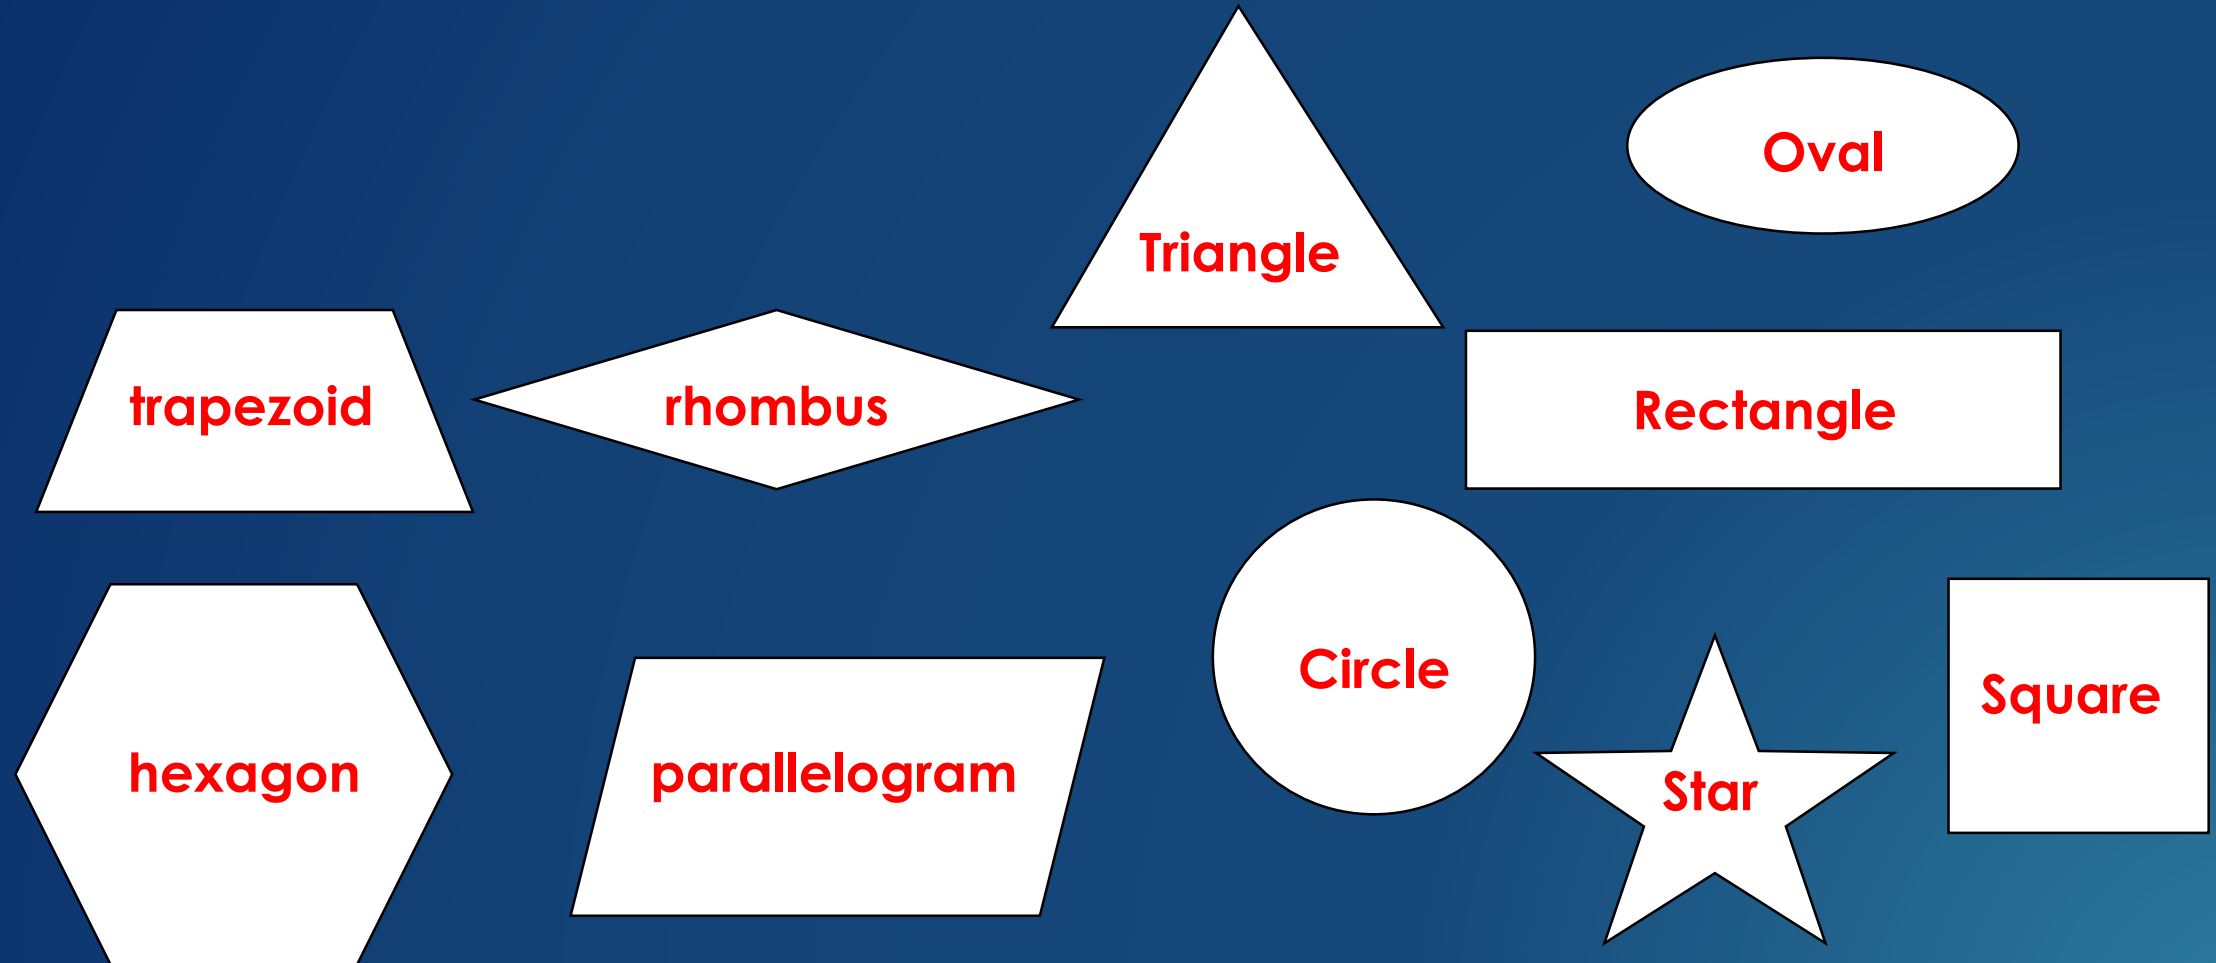 Oval
Triangle
trapezoid
rhombus
Rectangle
Circle
Square
hexagon
parallelogram
Star